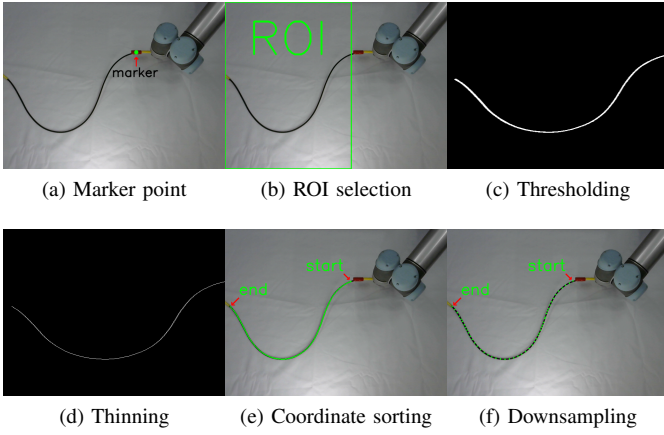 ROI
marker
(a) Marker point
(b) ROI selection
(c) Thresholding
start
start
end
end
(d) Thinning
(e) Coordinate sorting
(f) Downsampling